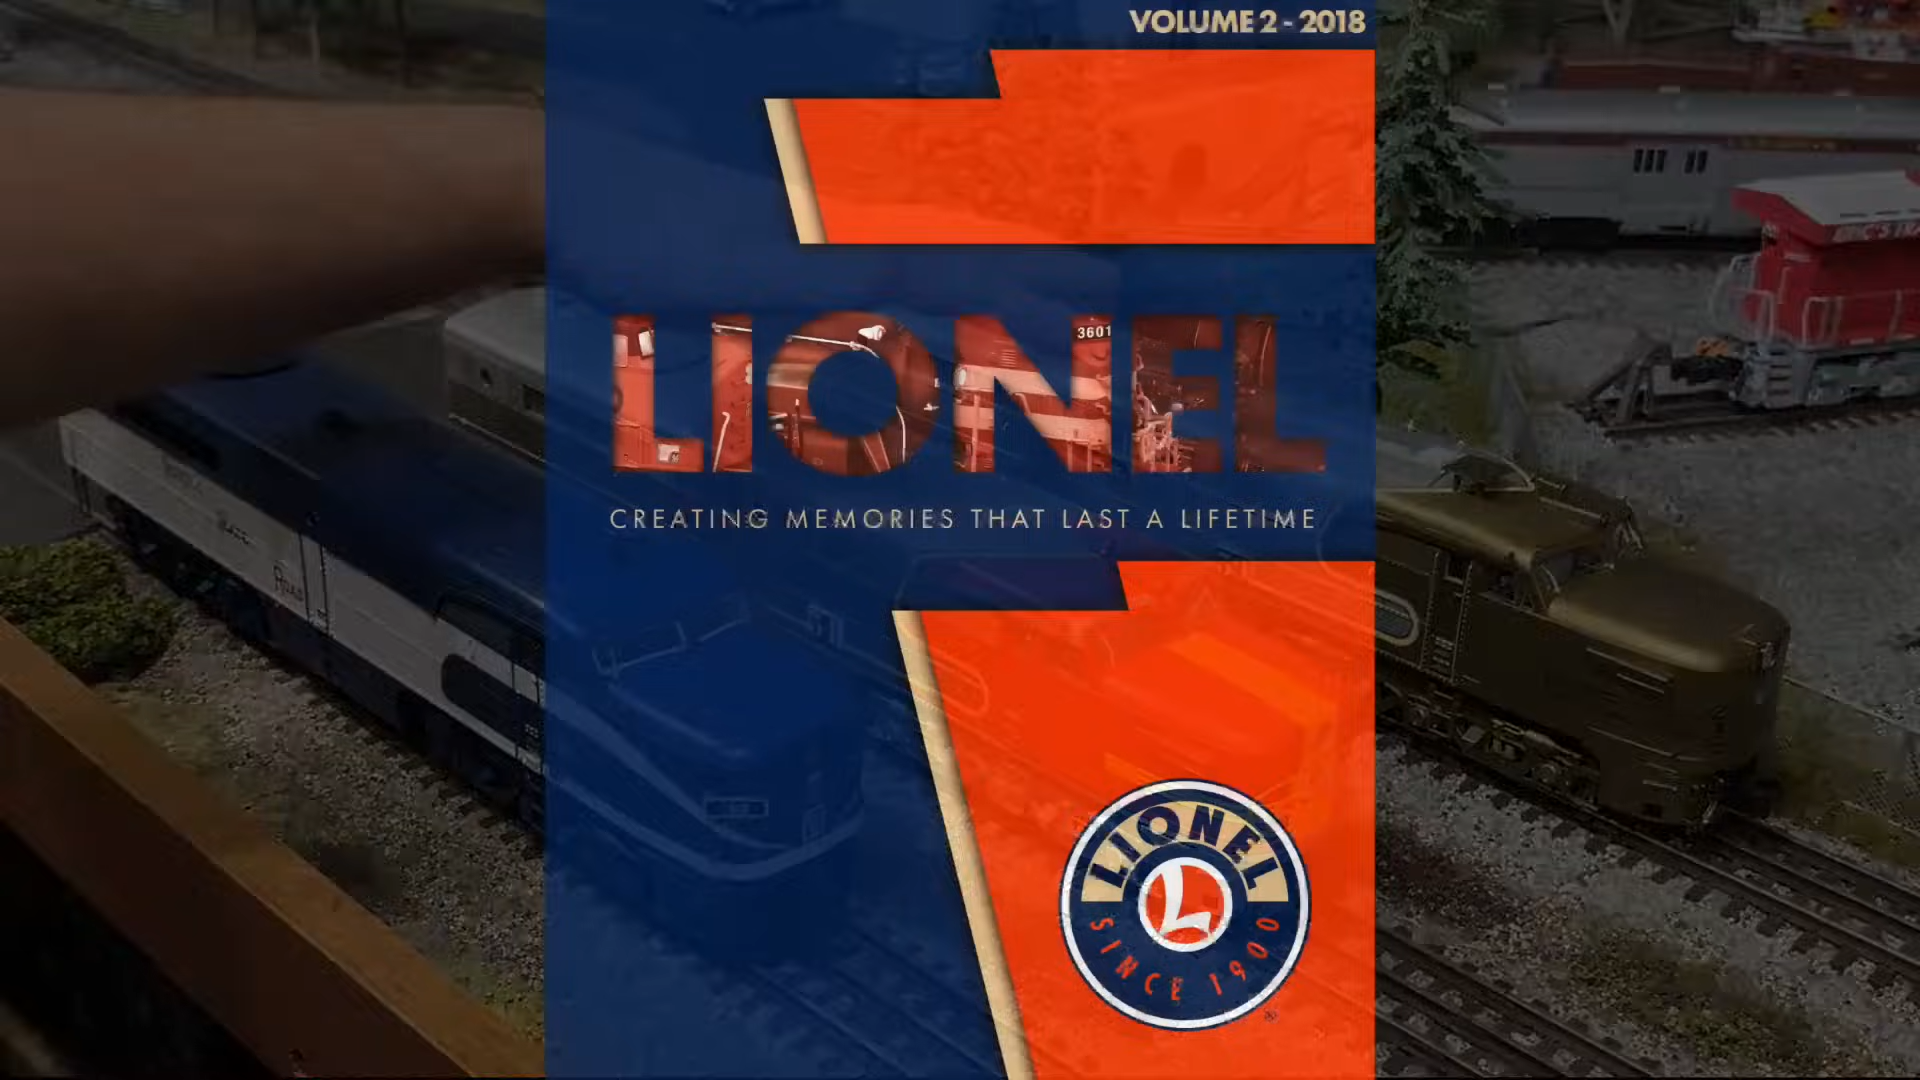 VOLUME 2 - 2018
LIONEL
3601
CREATING MEMORIES THAT LAST A LIFETIME
LIONEL
L
SINCE 1900
®